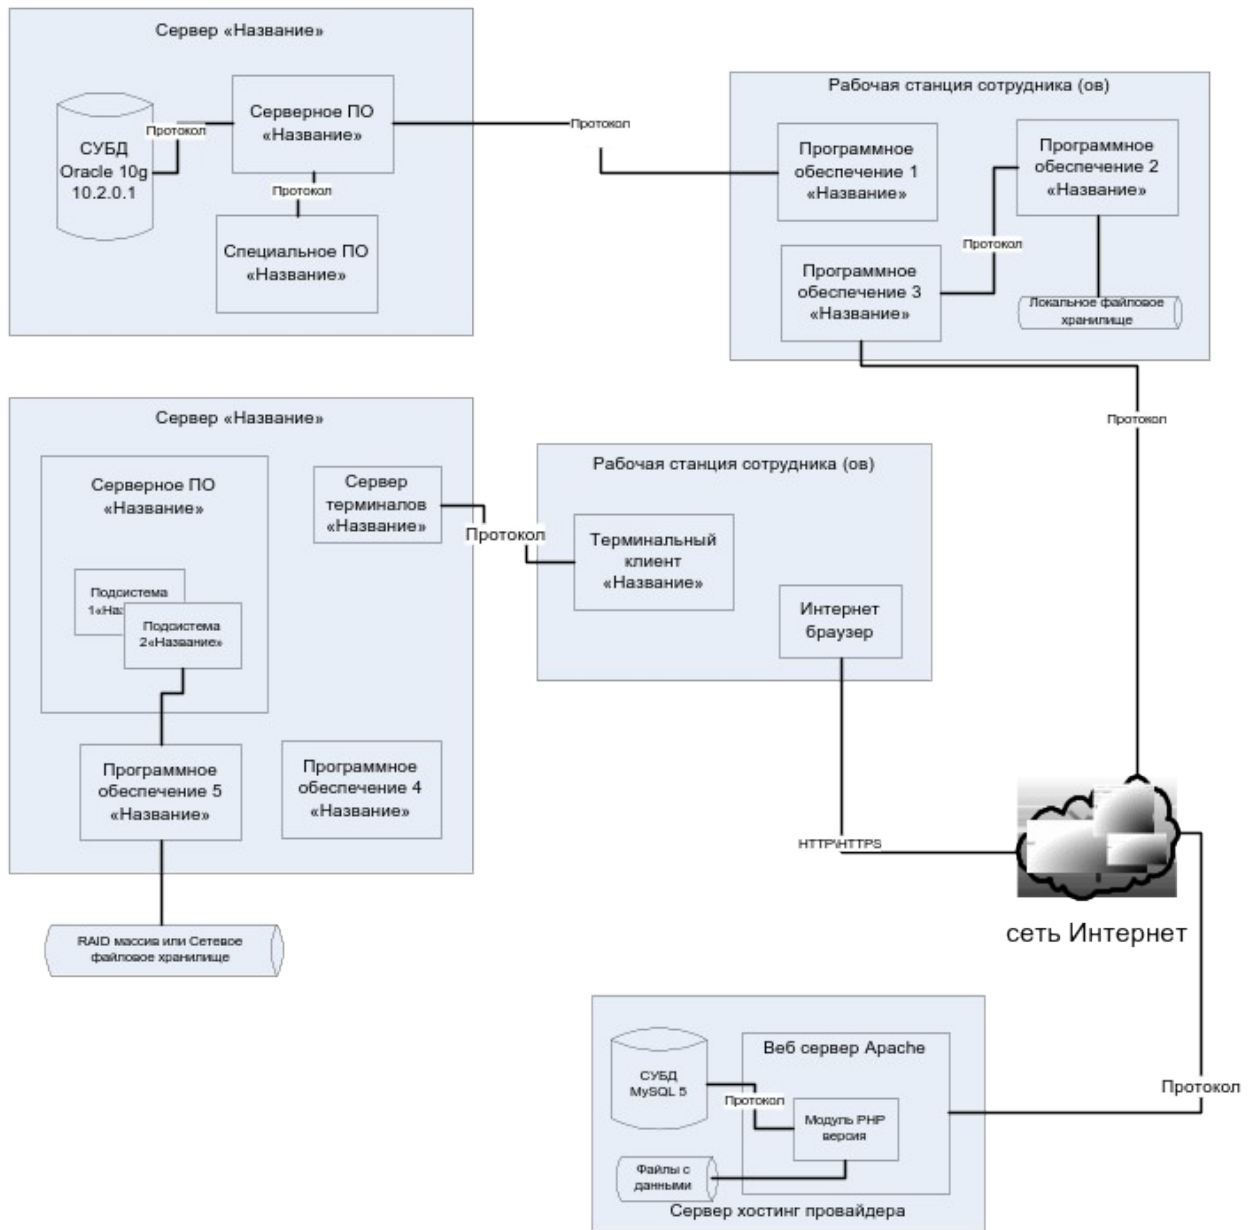 Сервер «Название»
СУБД
Oracle 10g
10.2.0.1
Протокол
Серверное ПО
«Название»
Протокол
Специальное ПО
«Название»
Протокол
Рабочая станция сотрудника (ов)
Программное
обеспечение 1
«Название»
Программное
обеспечение 2
«Название»
Протокол
Программное
обеспечение 3
«Название»
Локальное файловое
хранилище
Протокол
Сервер «Название»
Серверное ПО
«Название»
Подсистема
1«Наз
Подсистема
2«Название»
Сервер
терминалов
«Название»
Протокол
Программное
обеспечение 5
«Название»
Программное
обеспечение 4
«Название»
RAID массив или Сетевое
файловое хранилище
Рабочая станция сотрудника (ов)
Терминальный
клиент
«Название»
Интернет
браузер
HTTP\HTTPS
сеть Интернет
Протокол
СУБД
MySQL 5
Протокол
Веб сервер Apache
Модуль PHP
версия
Файлы с
данными
Сервер хостинг провайдера